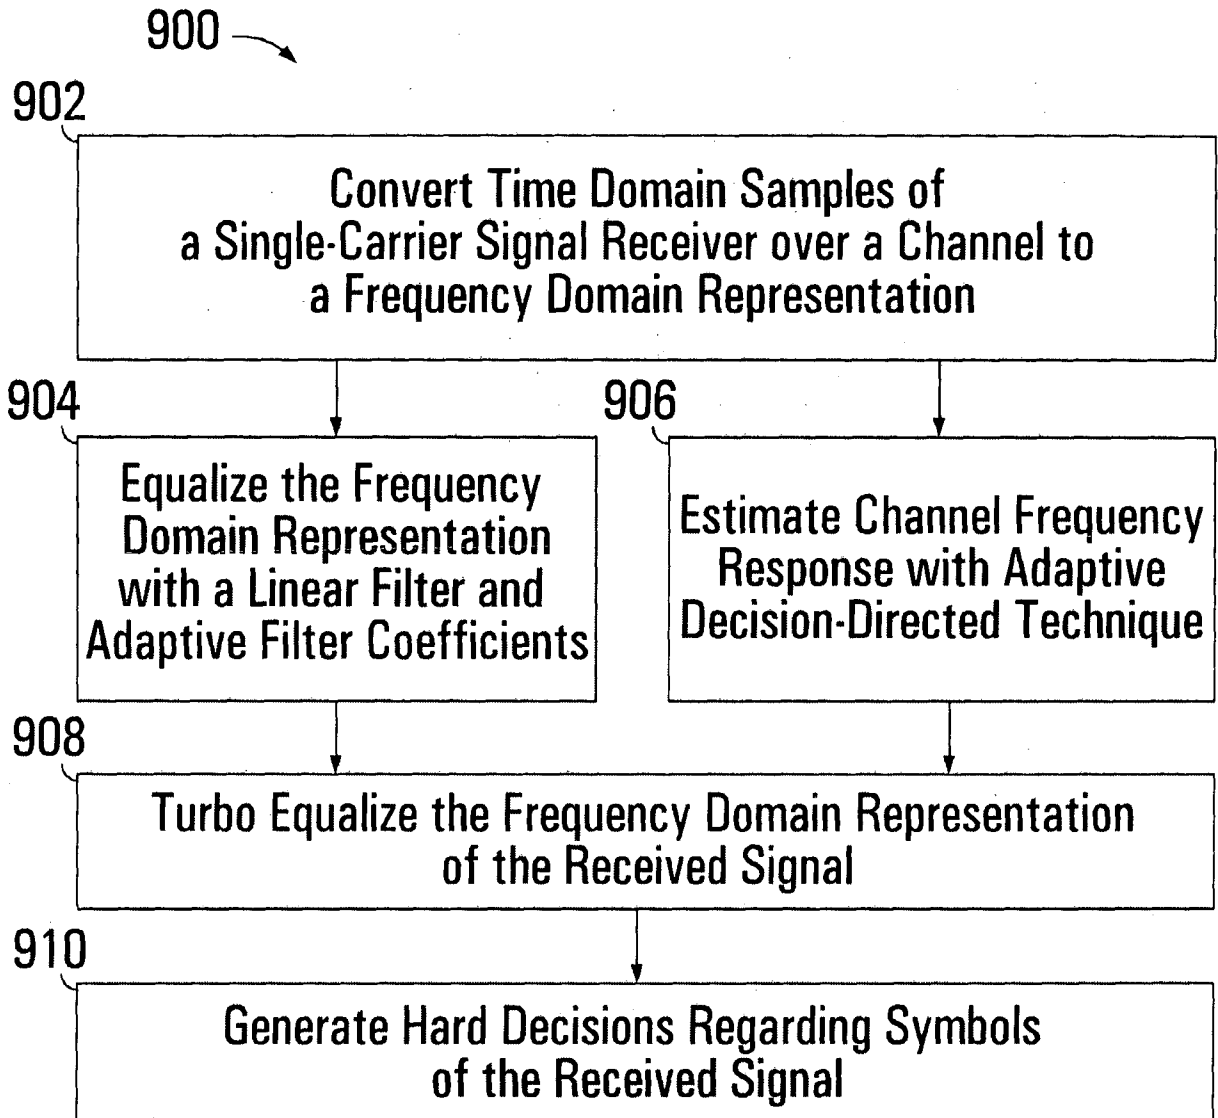 900
902
Convert Time Domain Samples of
a Single-Carrier Signal Receiver over a Channel to
a Frequency Domain Representation
904
Equalize the Frequency
Domain Representation
with a Linear Filter and
Adaptive Filter Coefficients
906
Estimate Channel Frequency
Response with Adaptive
Decision-Directed Technique
908
Turbo Equalize the Frequency Domain Representation
of the Received Signal
910
Generate Hard Decisions Regarding Symbols
of the Received Signal